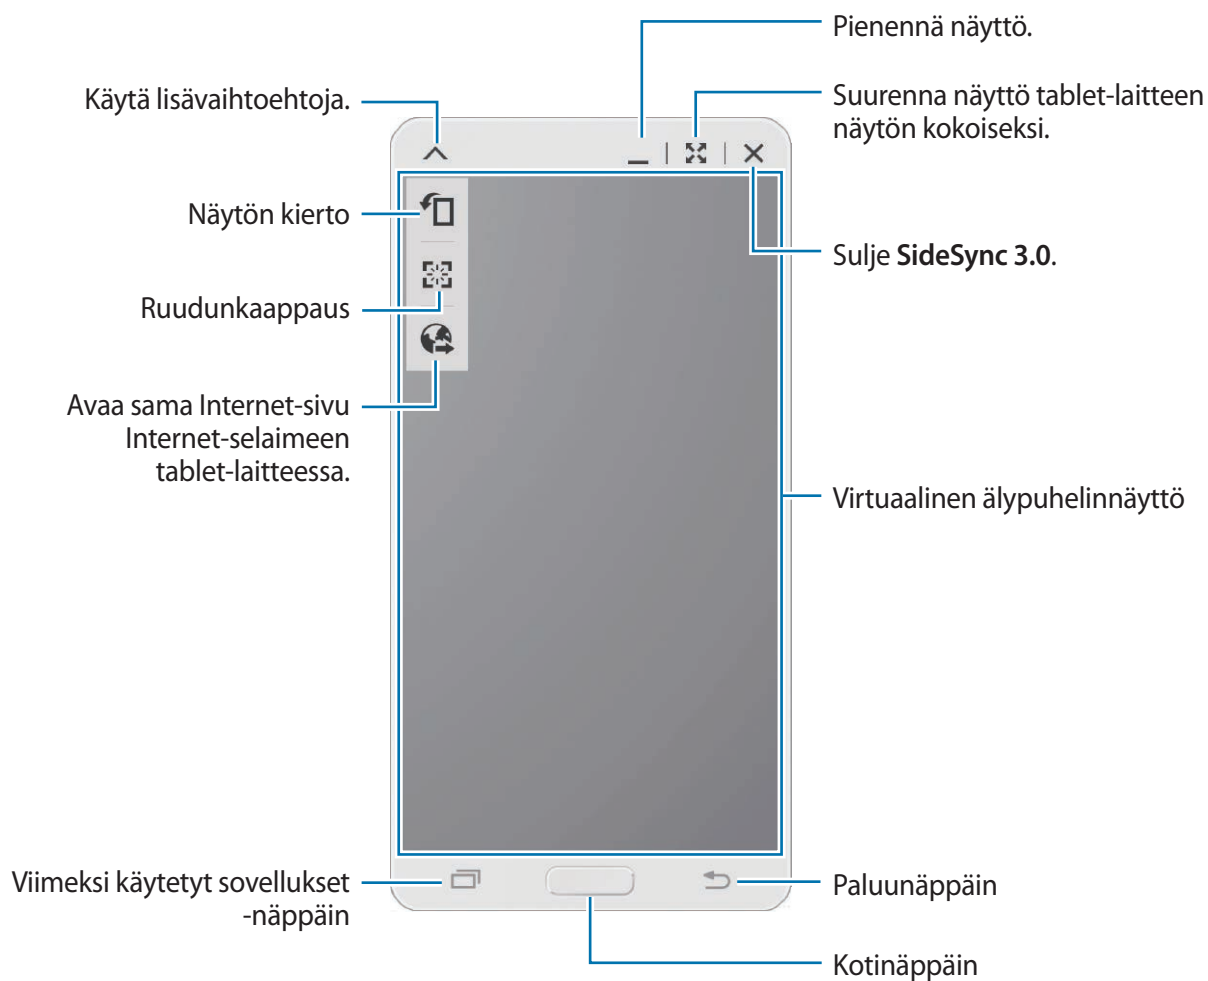 Pienennä näyttö.
Käytä lisävaihtoehtoja.
Suurenna näyttö tablet-laitteen
näytön kokoiseksi.
Näytön kierto
Sulje SideSync 3.0.
Ruudunkaappaus
Avaa sama Internet-sivu
Internet-selaimeen
tablet-laitteessa.
Virtuaalinen älypuhelinnäyttö
Viimeksi käytetyt sovellukset
-näppäin
Paluunäppäin
Kotinäppäin